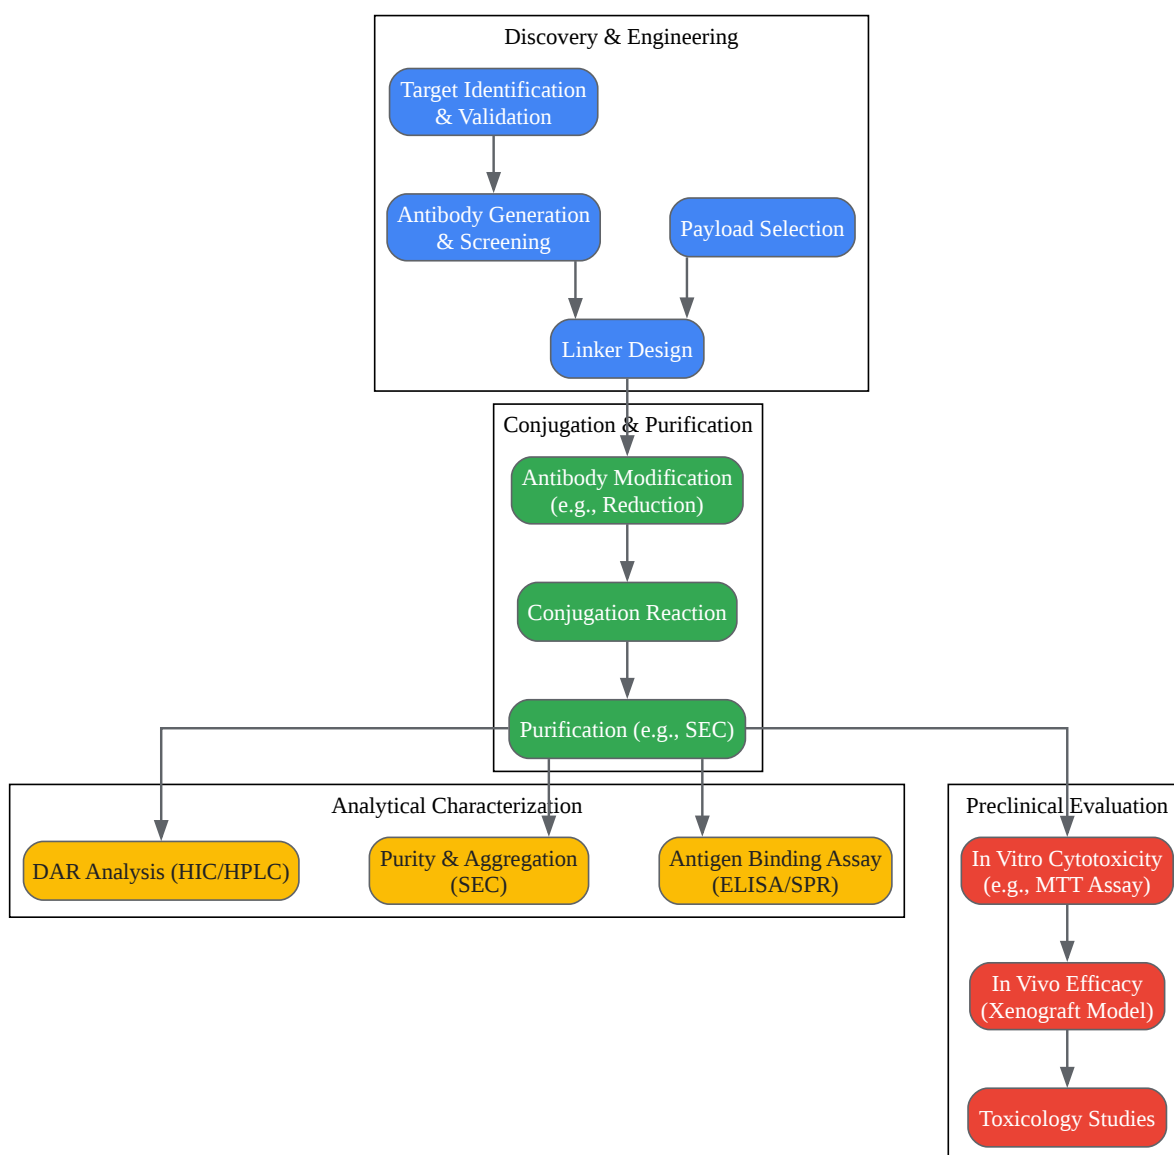 Discovery & Engineering
Target Identification
& Validation
Antibody Generation
& Screening
Payload Selection
Linker Design
Conjugation & Purification
Antibody Modification
(e.g., Reduction)
Conjugation Reaction
Purification (e.g., SEC)
Analytical Characterization
DAR Analysis (HIC/HPLC)
Purity & Aggregation
(SEC)
Antigen Binding Assay
(ELISA/SPR)
Preclinical Evaluation
In Vitro Cytotoxicity
(e.g., MTT Assay)
In Vivo Efficacy
(Xenograft Model)
Toxicology Studies